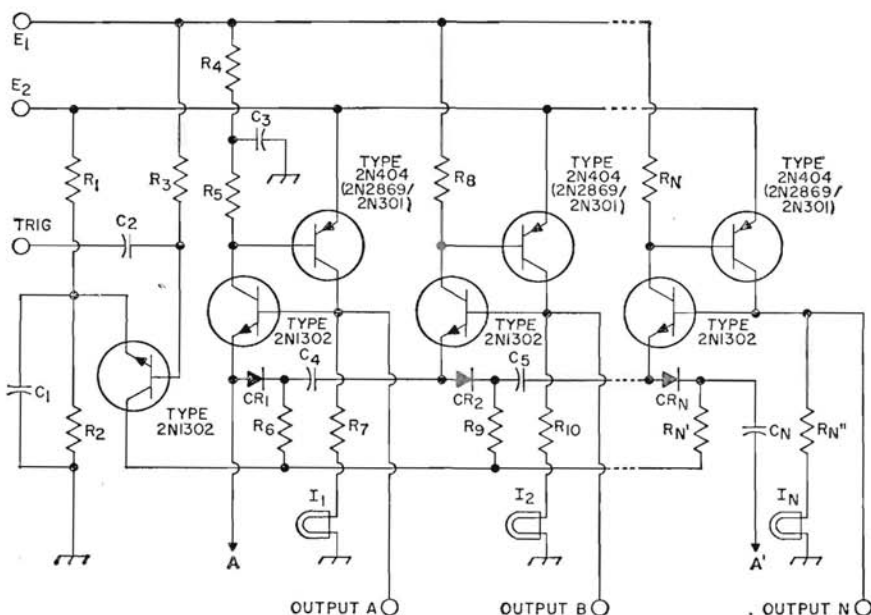 E1
E2
R4
C3
R1
R3
R5
TYPE
2N404
(2N2869/
2N301)
R8
TYPE
2N404
(2N2869/
2N301)
RN
TYPE
2N404
(2N2869/
2N301)
TRIG
C2
TYPE
2N1302
TYPE
2N1302
TYPE
2N1302
C4
C5
C1
R2
TYPE
2N1302
CR1
R6
R7
CR2
R9
R10
CRN
RN'
CN
RN"
I1
I2
IN
A
A'
OUTPUT A
OUTPUT B
OUTPUT N